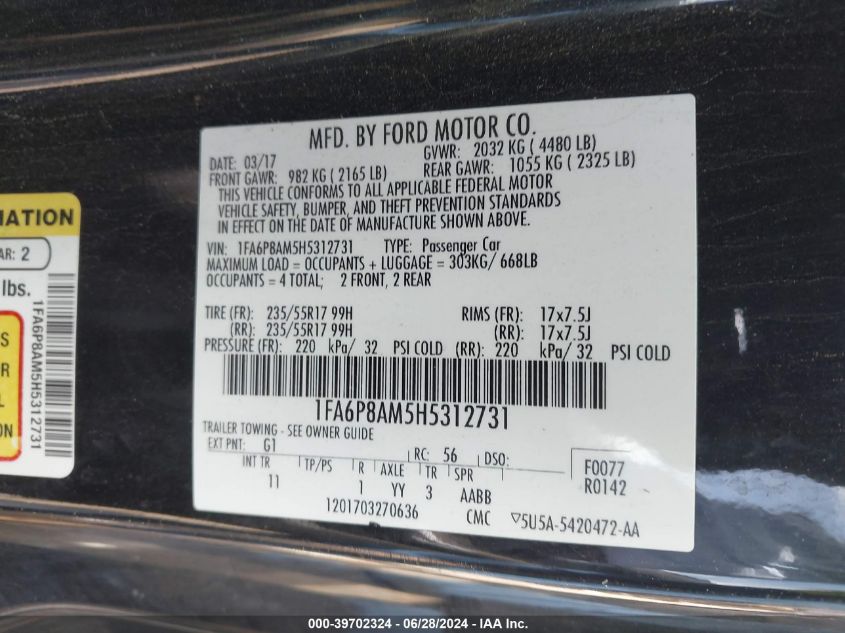 MFD. BY FORD MOTOR CO.
DATE: 03/17 GVWR: 2032 KG ( 4480 LB)
FRONT GAWR: 982 KG ( 2165 LB) REAR GAWR: 1055 KG ( 2325 LB)
THIS VEHICLE CONFORMS TO ALL APPLICABLE FEDERAL MOTOR
VEHICLE SAFETY, BUMPER, AND THEFT PREVENTION STANDARDS
IN EFFECT ON THE DATE OF MANUFACTURE SHOWN ABOVE.
VIN: 1FA6P8AM5H5312731 TYPE: Passenger Car
MAXIMUM LOAD = OCCUPANTS + LUGGAGE = 303KG/ 668LB
OCCUPANTS = 4 TOTAL; 2 FRONT, 2 REAR
TIRE (FR): 235/55R17 99H RIMS (FR): 17x7.5J
(RR): 235/55R17 99H (RR): 17x7.5J
PRESSURE (FR): 220 kPa/ 32 PSI COLD (RR): 220 kPa/ 32 PSI COLD
1FA6P8AM5H5312731
TRAILER TOWING - SEE OWNER GUIDE
EXT PNT: G1 RC: 56 DSO: F0077
INT TR TP/PS R AXLE TR SPR R0142
11 1 YY 3 AABB
1201703270636 CMC ▽5U5A-5420472-AA
MATION
AR: 2
lbs.
1FA6P8AM5H5312731
S
R
L
ON
000-39702324 - 06/28/2024 - IAA Inc.